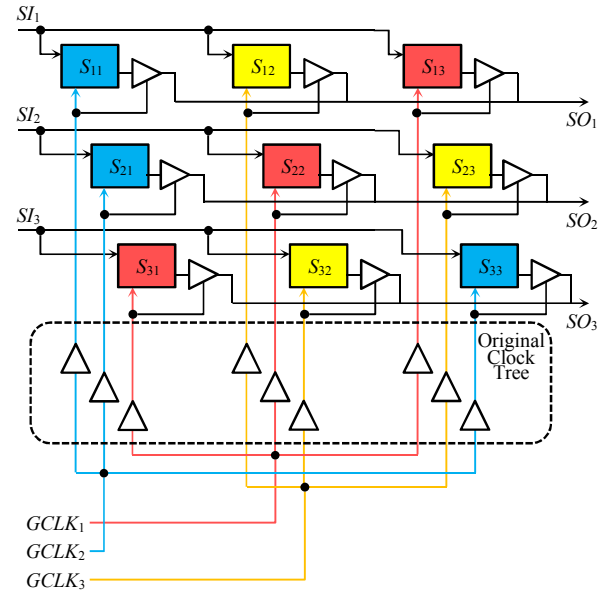 SI₁
S₁₁
S₁₂
S₁₃
SO₁
SI₂
S₂₁
S₂₂
S₂₃
SO₂
SI₃
S₃₁
S₃₂
S₃₃
SO₃
Original
Clock
Tree
GCLK₁
GCLK₂
GCLK₃